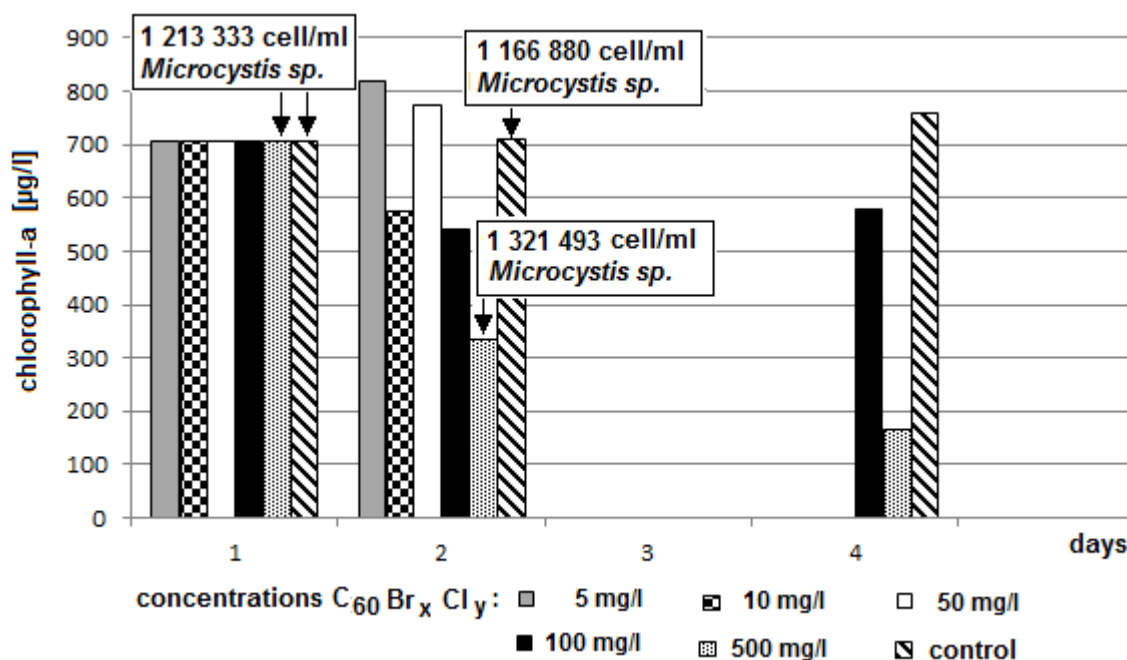 1 213 333 cell/ml
Microcystis sp.
1 166 880 cell/ml
Microcystis sp.
1 321 493 cell/ml
Microcystis sp.
chlorophyll-a [µg/l]
900
800
700
600
500
400
300
200
100
0
1 2 3 4 days
concentrations C60 Brx Cly: 5 mg/l 10 mg/l 50 mg/l
100 mg/l 500 mg/l control